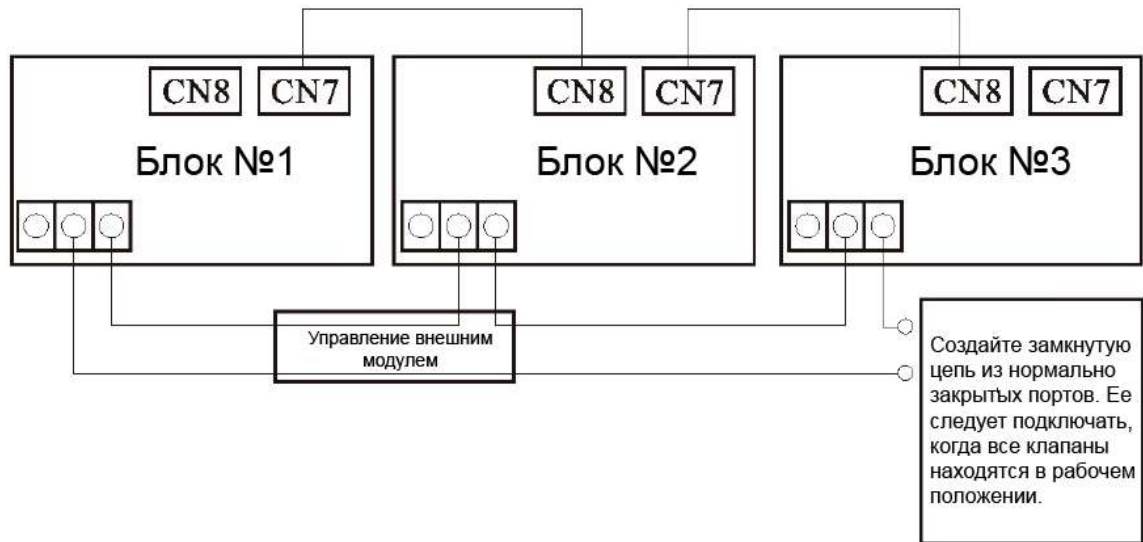 CN8 CN7 CN8 CN7 CN8 CN7
Блок №1 Блок №2 Блок №3
Управление внешним
модулем
Создайте замкнутую
цепь из нормально
закрытых портов. Ее
следует подключать,
когда все клапаны
находятся в рабочем
положении.